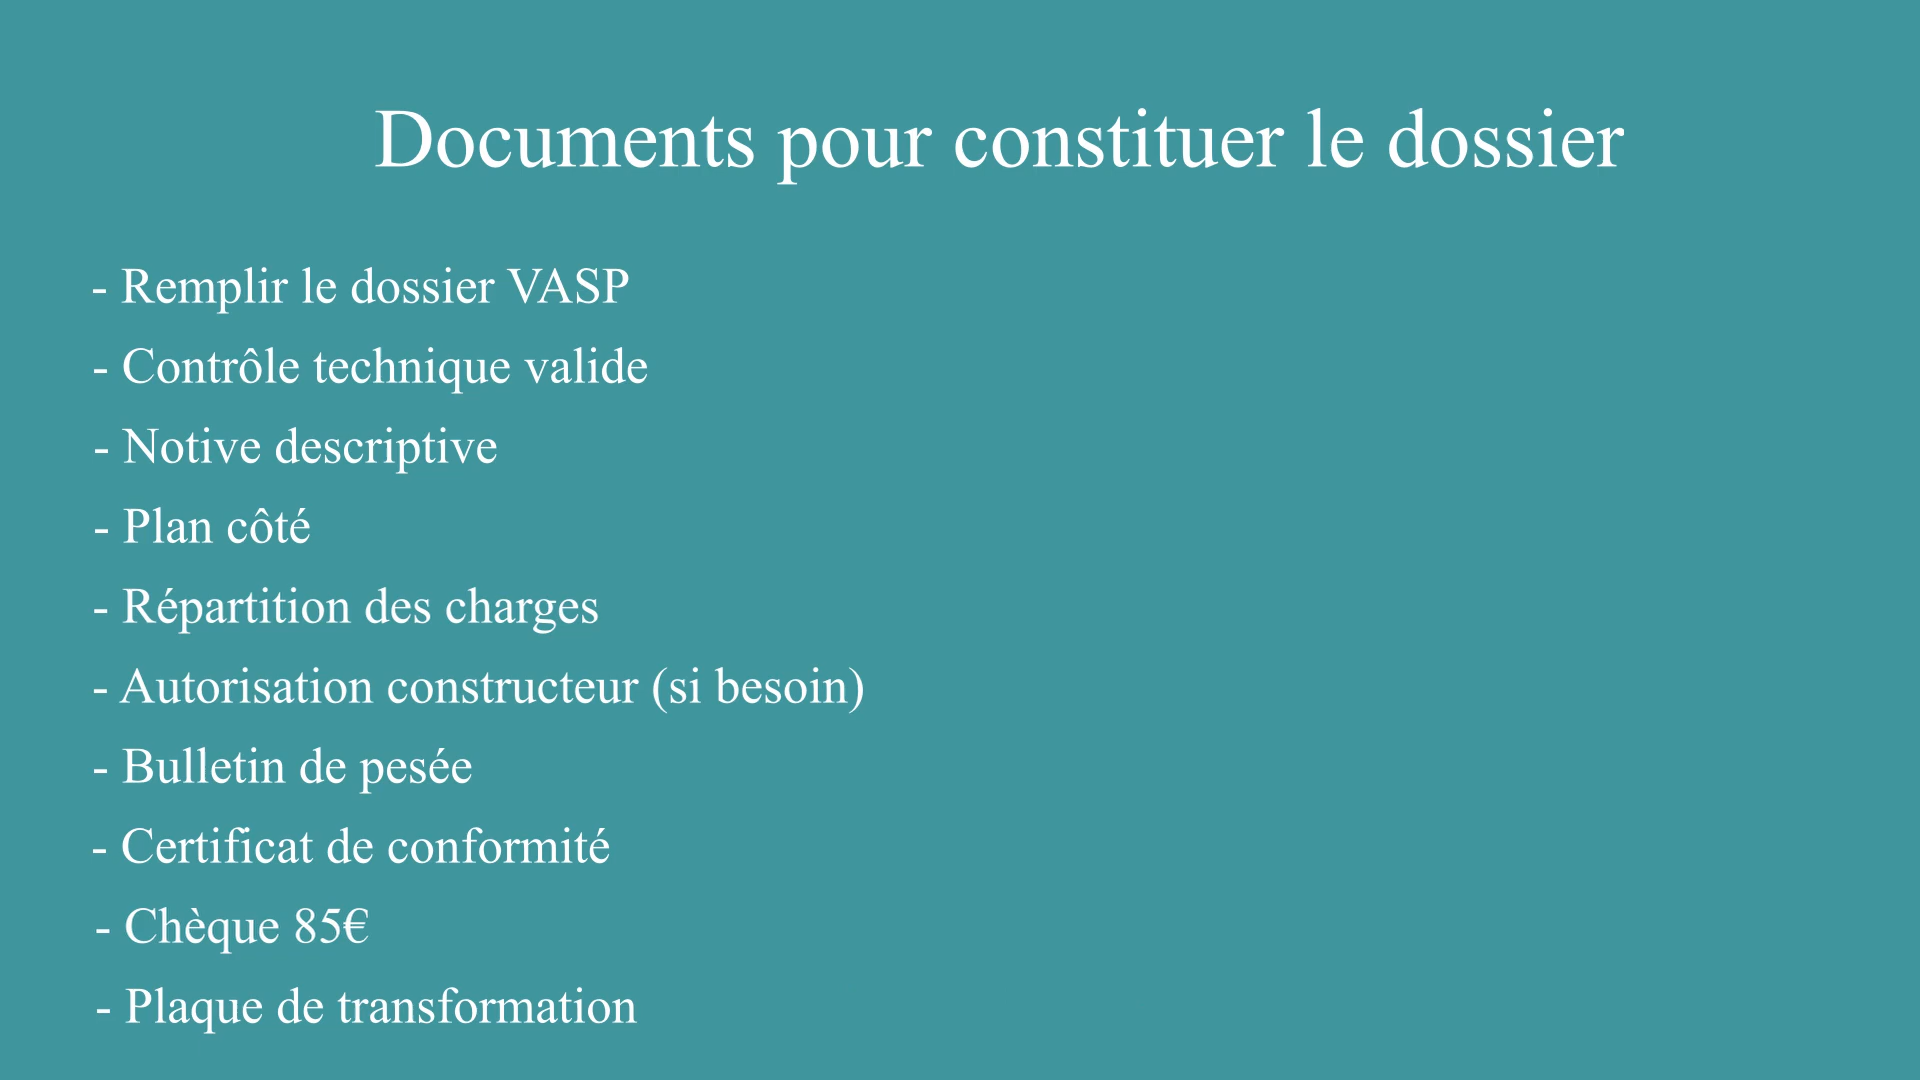 Documents pour constituer le dossier
- Remplir le dossier VASP
- Contrôle technique valide
- Notive descriptive
- Plan côté
- Répartition des charges
- Autorisation constructeur (si besoin)
- Bulletin de pesée
- Certificat de conformité
- Chèque 85€
- Plaque de transformation